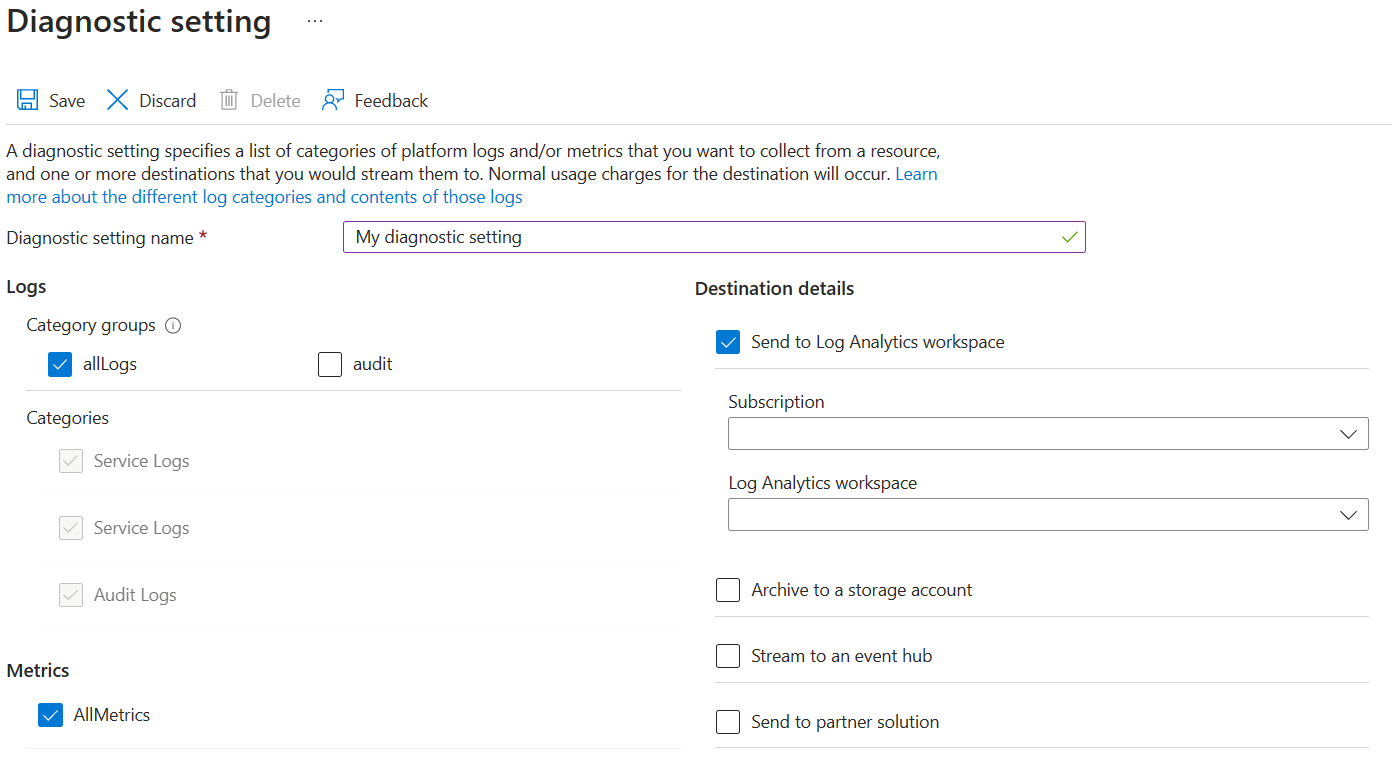 Diagnostic setting ...
Save Discard Delete Feedback
A diagnostic setting specifies a list of categories of platform logs and/or metrics that you want to collect from a resource,
and one or more destinations that you would stream them to. Normal usage charges for the destination will occur. Learn
more about the different log categories and contents of those logs
Diagnostic setting name *
My diagnostic setting
Logs
Category groups
allLogs
audit
Categories
Service Logs
Service Logs
Audit Logs
Metrics
AllMetrics
Destination details
Send to Log Analytics workspace
Subscription
Log Analytics workspace
Archive to a storage account
Stream to an event hub
Send to partner solution